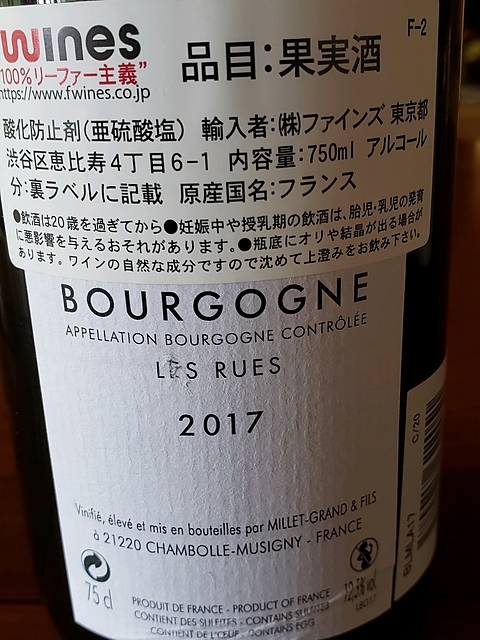 wines
F-2
100%リーファー主義”
品目:果実酒
https://www.fwines.co.jp
酸化防止剤(亜硫酸塩) 輸入者:(株)ファインズ 東京都
渋谷区恵比寿4丁目6-1 内容量:750ml アルコール
分:裏ラベルに記載 原産国名:フランス
●飲酒は20歳を過ぎてから●妊娠中や授乳期の飲酒は、胎児・乳児の発育
に悪影響を与えるおそれがあります。●瓶底にオリや結晶が出る場合が
あります。ワインの自然な成分ですので沈めて上澄みをお飲み下さい。
BOURGOGNE
APPELLATION BOURGOGNE CONTRÔLÉE
LES RUES
2017
C/20
Vinifié, élevé et mis en bouteilles par MILLET-GRAND & FILS
à 21220 CHAMBOLLE-MUSIGNY - FRANCE
75 cl
PRODUIT DE FRANCE - PRODUCT OF FRANCE
12,5% vol.
CONTIENT DES SULFITES - CONTAINS SULFITES
CONTIENT DE L'ŒUF - CONTAINS EGG